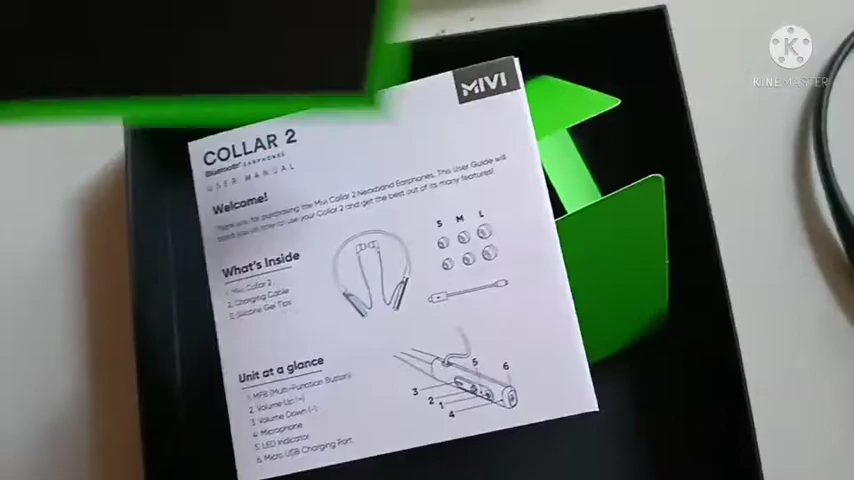 KINEMASTER
MIVI
COLLAR 2
Bluetooth® EARPHONES
USER MANUAL
Welcome!
Thank you for purchasing the Mivi Collar 2 Neckband Earphones. This User Guide will
teach you how to use your Collar 2 and get the best out of its many features!
What's Inside
1. Mivi Collar 2
2. Charging Cable
3. Silicone Gel Tips
S M L
Unit at a glance
1. MFB (Multi-Function Button)
2. Volume Up (+)
3. Volume Down (-)
4. Microphone
5. LED Indicator
6. Micro USB Charging Port
5
6
3
2
1
4